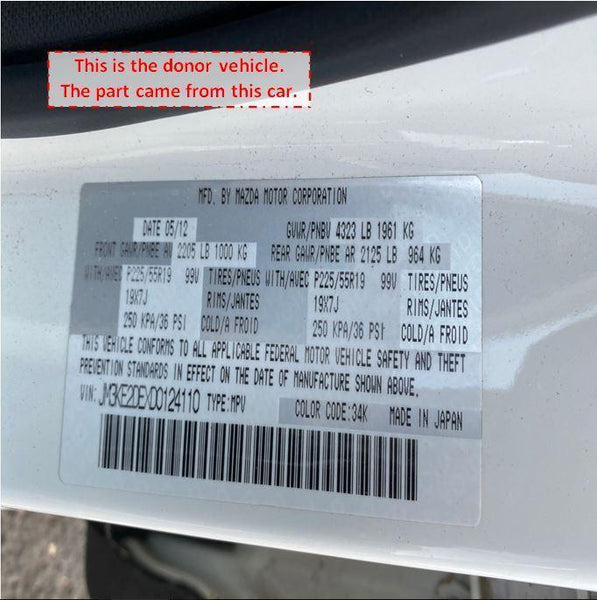 This is the donor vehicle.
The part came from this car.
MFD. BY MAZDA MOTOR CORPORATION
DATE 05/12 GVWR/PNBV 4323 LB 1961 KG
FRONT GAWR/PNBE AV 2205 LB 1000 KG REAR GAWR/PNBE AR 2125 LB 964 KG
WITH/AVEC P225/55R19 99V TIRES/PNEUS WITH/AVEC P225/55R19 99V TIRES/PNEUS
19X7J RIMS/JANTES 19X7J RIMS/JANTES
250 KPA/36 PSI COLD/A FROID 250 KPA/36 PSI COLD/A FROID
THIS VEHICLE CONFORMS TO ALL APPLICABLE FEDERAL MOTOR VEHICLE SAFETY AND THEFT
PREVENTION STANDARDS IN EFFECT ON THE DATE OF MANUFACTURE SHOWN ABOVE.
VIN: JM3KE2DEXD0124110 TYPE:MPV COLOR CODE:34K MADE IN JAPAN